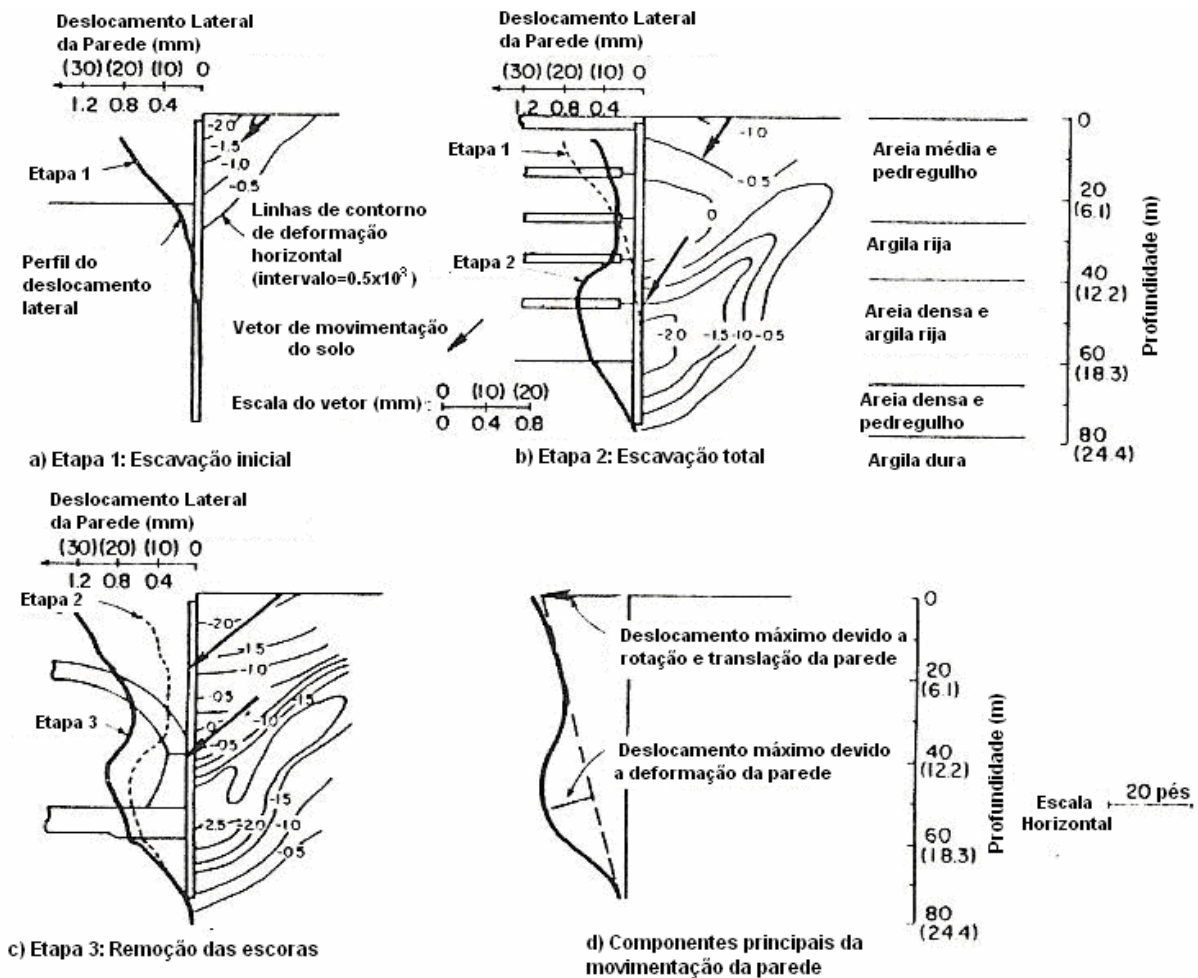 Deslocamento Lateral
da Parede (mm)
(30) (20) (10) 0
1.2 0.8 0.4
Etapa 1
Perfil do
deslocamento
lateral
-2.0
-1.5
-1.0
-0.5
Linhas de contorno
de deformação
horizontal
(intervalo=0.5x10³)
Vetor de movimentação
do solo
Escala do vetor (mm) :
0 (10) (20)
0 0.4 0.8
a) Etapa 1: Escavação inicial
Deslocamento Lateral
da Parede (mm)
(30) (20) (10) 0
1.2 0.8 0.4
Etapa 1
Etapa 2
-1.0
-0.5
0
-2.0
-1.5 -1.0 -0.5
b) Etapa 2: Escavação total
Areia média e
pedregulho
Argila rija
Areia densa e
argila rija
Areia densa e
pedregulho
Argila dura
0
20
(6.1)
40
(12.2)
60
(18.3)
80
(24.4)
Profundidade (m)
Deslocamento Lateral
da Parede (mm)
(30) (20) (10) 0
1.2 0.8 0.4
Etapa 2
Etapa 3
-2.0
-1.5
-1.0
-0.5
-0.5
-1.0
-1.5
-1.5
-2.5 -2.0 -1.0
-0.5
c) Etapa 3: Remoção das escoras
Deslocamento máximo devido a
rotação e translação da parede
Deslocamento máximo devido
a deformação da parede
0
20
(6.1)
40
(12.2)
60
(18.3)
80
(24.4)
Profundidade (m)
Escala
Horizontal
20 pés
d) Componentes principais da
movimentação da parede